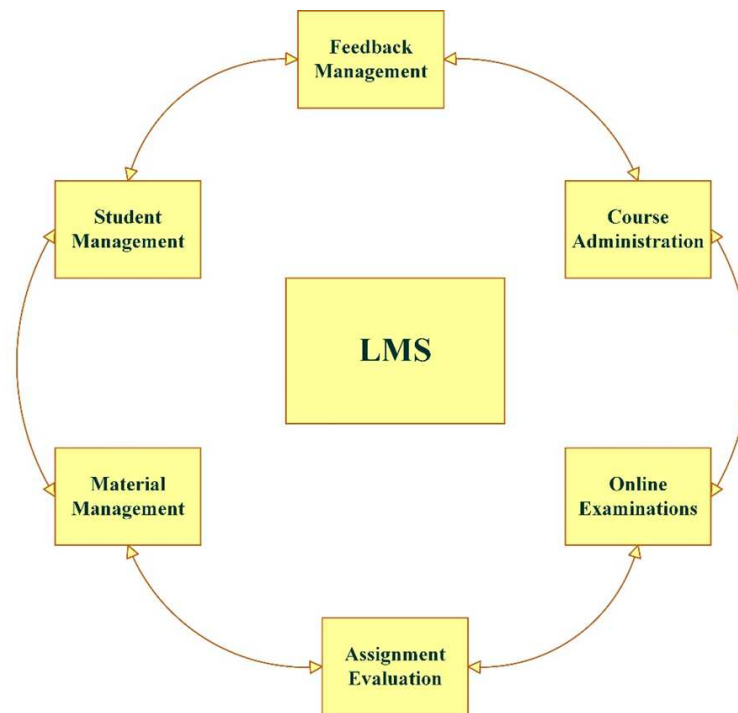 Feedback
Management
Student
Management
Course
Administration
LMS
Material
Management
Online
Examinations
Assignment
Evaluation